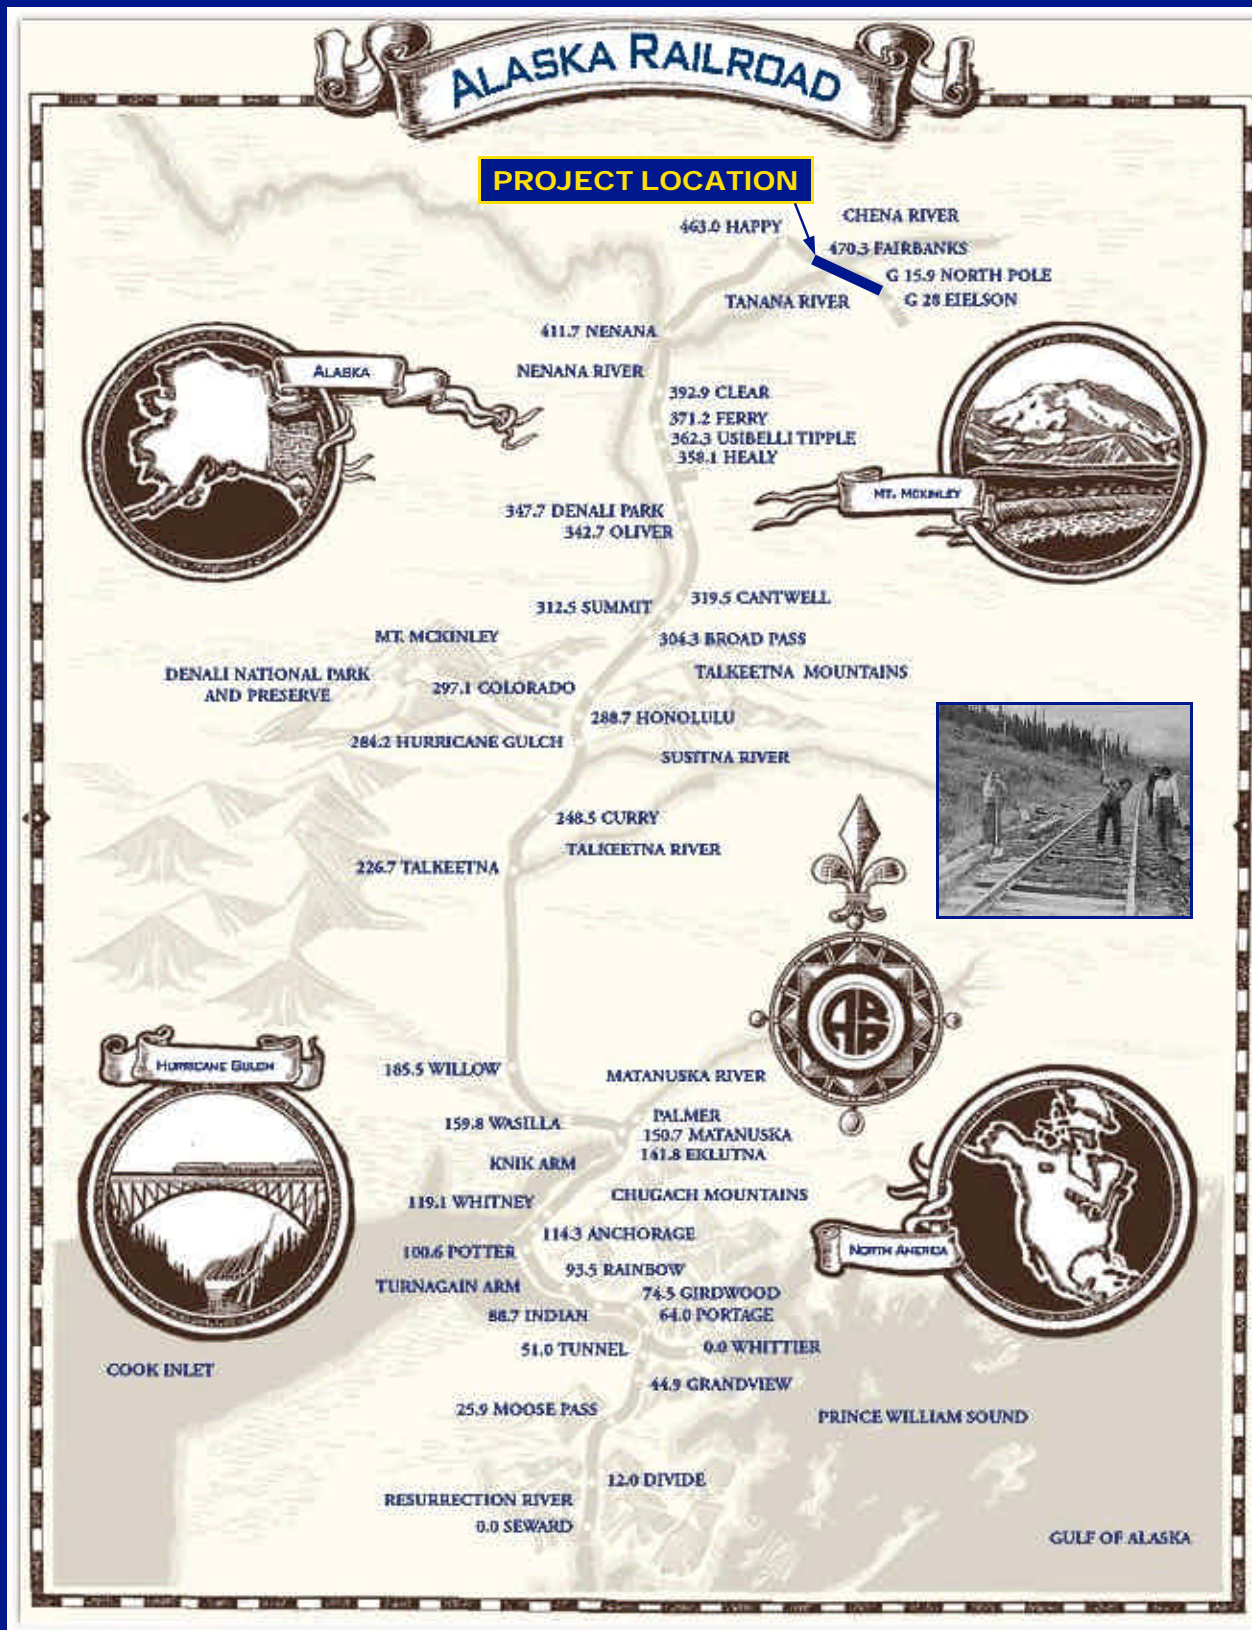 ALASKA RAILROAD
PROJECT LOCATION
463.0 HAPPY
CHENA RIVER
470.3 FAIRBANKS
G 15.9 NORTH POLE
TANANA RIVER
G 28 EIELSON
411.7 NENANA
NENANA RIVER
ALASKA
392.9 CLEAR
371.2 FERRY
362.3 USIBELLI TIPPLE
358.1 HEALY
MT. MCKINLEY
347.7 DENALI PARK
342.7 OLIVER
319.5 CANTWELL
312.5 SUMMIT
MT. MCKINLEY
304.3 BROAD PASS
DENALI NATIONAL PARK
AND PRESERVE
TALKEETNA MOUNTAINS
297.1 COLORADO
288.7 HONOLULU
284.2 HURRICANE GULCH
SUSITNA RIVER
248.5 CURRY
TALKEETNA RIVER
226.7 TALKEETNA
ARR
HURRICANE GULCH
185.5 WILLOW
MATANUSKA RIVER
159.8 WASILLA
PALMER
150.7 MATANUSKA
141.8 EKLUTNA
KNIK ARM
CHUGACH MOUNTAINS
119.1 WHITNEY
114.3 ANCHORAGE
100.6 POTTER
NORTH AMERICA
93.5 RAINBOW
TURNAGAIN ARM
74.5 GIRDWOOD
88.7 INDIAN
64.0 PORTAGE
51.0 TUNNEL
0.0 WHITTIER
COOK INLET
44.9 GRANDVIEW
25.9 MOOSE PASS
PRINCE WILLIAM SOUND
12.0 DIVIDE
RESURRECTION RIVER
0.0 SEWARD
GULF OF ALASKA